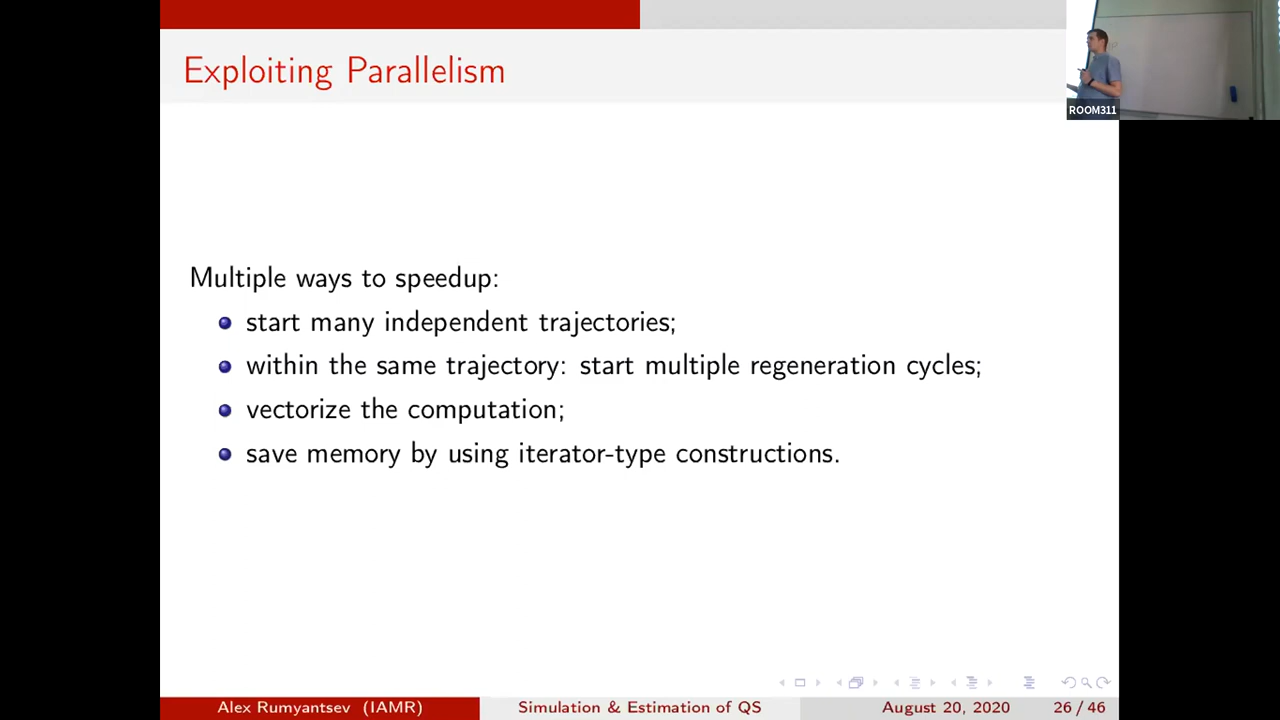 Exploiting Parallelism
ROOM311
Multiple ways to speedup:
start many independent trajectories;
within the same trajectory: start multiple regeneration cycles;
vectorize the computation;
save memory by using iterator-type constructions.
Alex Rumyantsev (IAMR) Simulation & Estimation of QS August 20, 2020 26 / 46